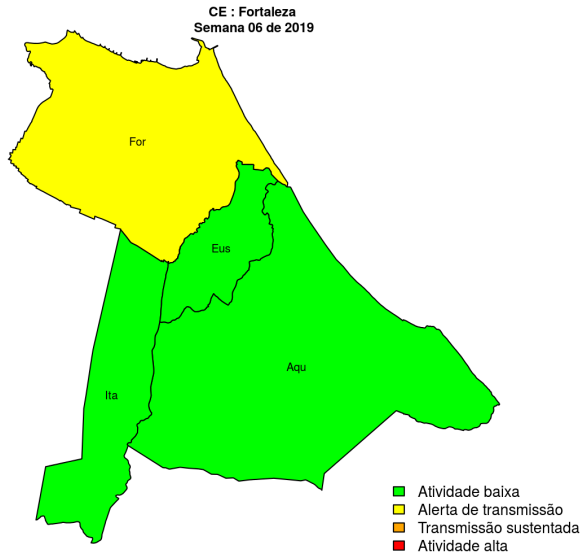 CE : Fortaleza
Semana 06 de 2019
For
Eus
Aqu
Ita
Atividade baixa
Alerta de transmissão
Transmissão sustentada
Atividade alta